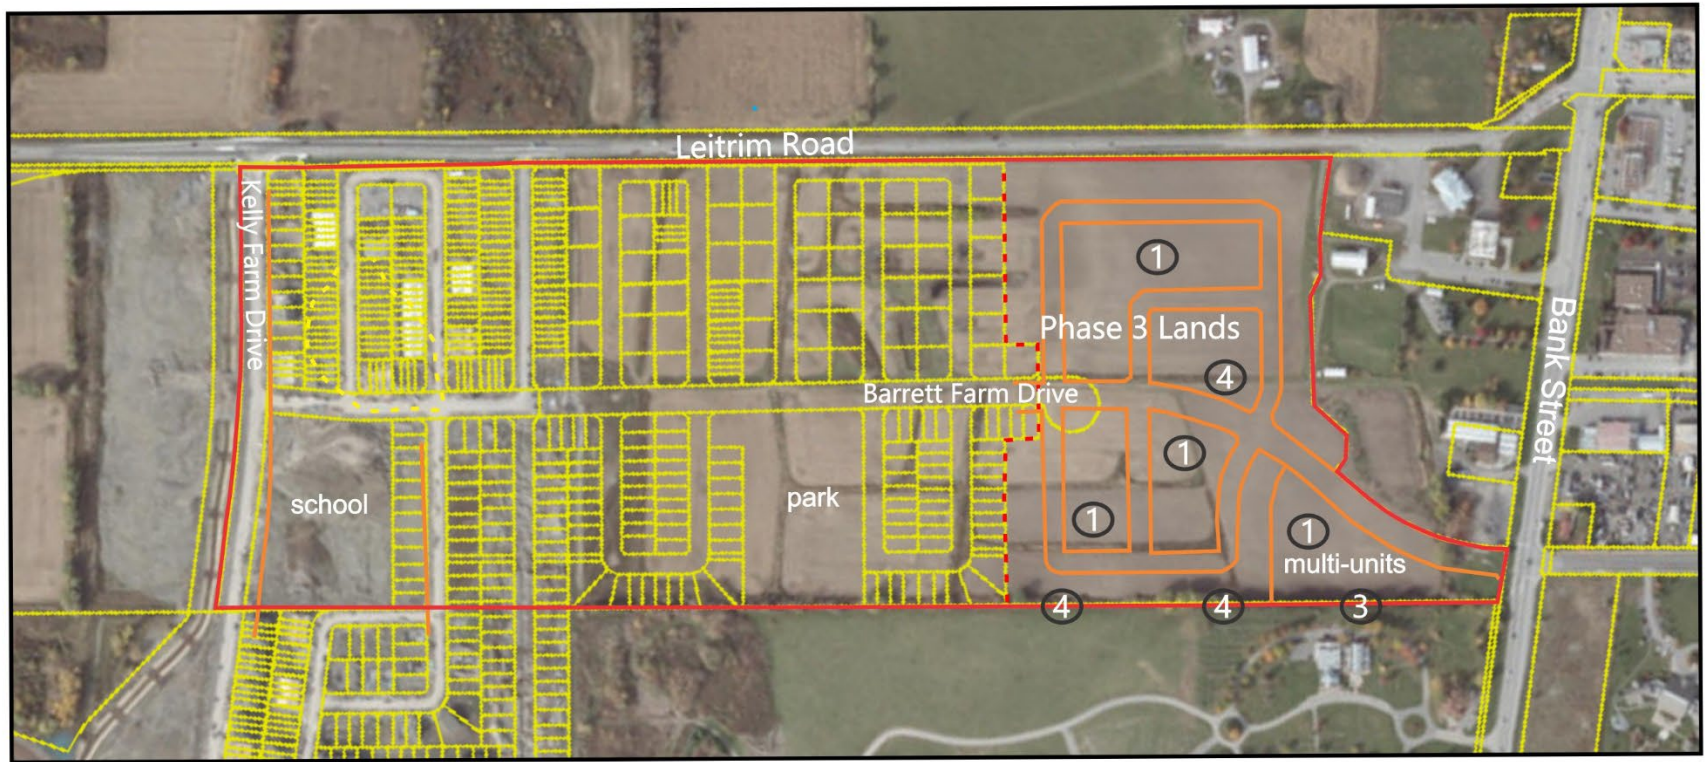 Leitrim Road
Kelly Farm Drive
1
Phase 3 Lands
4
Barrett Farm Drive
Bank Street
1
school
park
1
1
multi-units
4
4
3